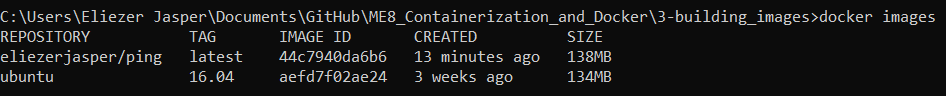 C:\Users\Eliezer Jasper\Documents\GitHub\ME8_Containerization_and_Docker\3-building_images>docker images
REPOSITORY TAG IMAGE ID CREATED SIZE
eliezerjasper/ping latest 44c7940da6b6 13 minutes ago 138MB
ubuntu 16.04 aefd7f02ae24 3 weeks ago 134MB